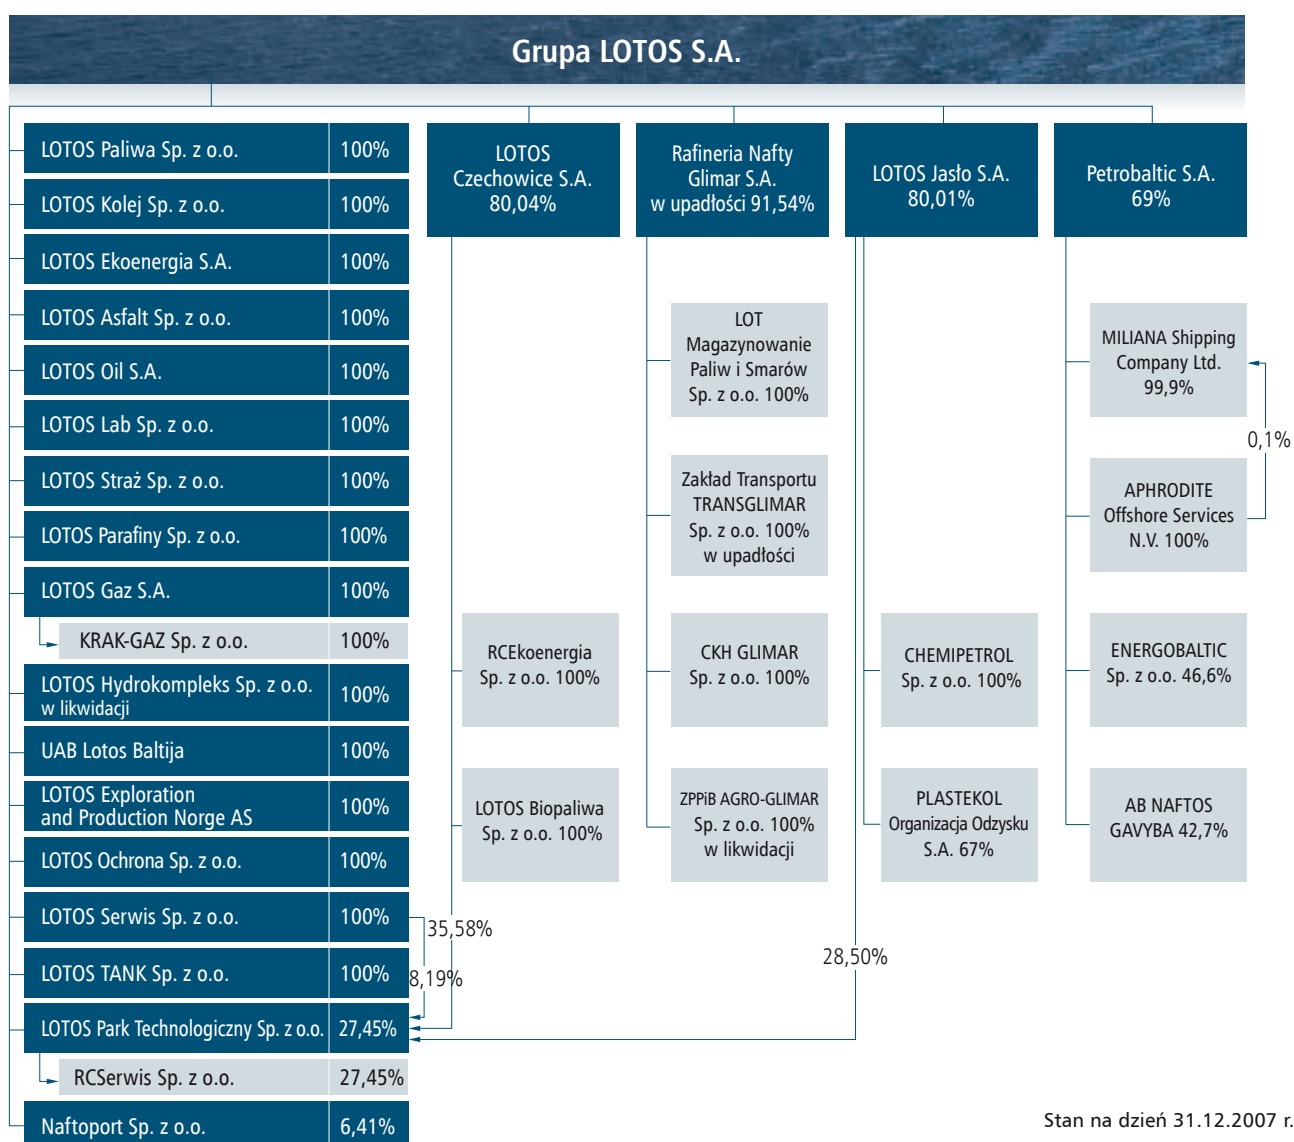 Grupa LOTOS S.A.
LOTOS Paliwa Sp. z o.o. 100%
LOTOS Kolej Sp. z o.o. 100%
LOTOS Ekoenergia S.A. 100%
LOTOS Asfalt Sp. z o.o. 100%
LOTOS Oil S.A. 100%
LOTOS Lab Sp. z o.o. 100%
LOTOS Straż Sp. z o.o. 100%
LOTOS Parafiny Sp. z o.o. 100%
LOTOS Gaz S.A. 100%
KRAK-GAZ Sp. z o.o. 100%
LOTOS Hydrokompleks Sp. z o.o.
w likwidacji
100%
UAB Lotos Baltija 100%
LOTOS Exploration
and Production Norge AS
100%
LOTOS Ochrona Sp. z o.o. 100%
LOTOS Serwis Sp. z o.o. 100%
LOTOS TANK Sp. z o.o. 100%
LOTOS Park Technologiczny Sp. z o.o. 27,45%
RCSerwis Sp. z o.o. 27,45%
Naftoport Sp. z o.o. 6,41%
8,19%
35,58%
28,50%
LOTOS
Czechowice S.A.
80,04%
RCEkoenergia
Sp. z o.o. 100%
LOTOS Biopaliwa
Sp. z o.o. 100%
Rafineria Nafty
Glimar S.A.
w upadłości 91,54%
LOT
Magazynowanie
Paliw i Smarów
Sp. z o.o. 100%
Zakład Transportu
TRANSGLIMAR
Sp. z o.o. 100%
w upadłości
CKH GLIMAR
Sp. z o.o. 100%
ZPPiB AGRO-GLIMAR
Sp. z o.o. 100%
w likwidacji
LOTOS Jasło S.A.
80,01%
CHEMIPETROL
Sp. z o.o. 100%
PLASTEKOL
Organizacja Odzysku
S.A. 67%
Petrobaltic S.A.
69%
MILIANA Shipping
Company Ltd.
99,9%
0,1%
APHRODITE
Offshore Services
N.V. 100%
ENERGOBALTIC
Sp. z o.o. 46,6%
AB NAFTOS
GAVYBA 42,7%
Stan na dzień 31.12.2007 r.